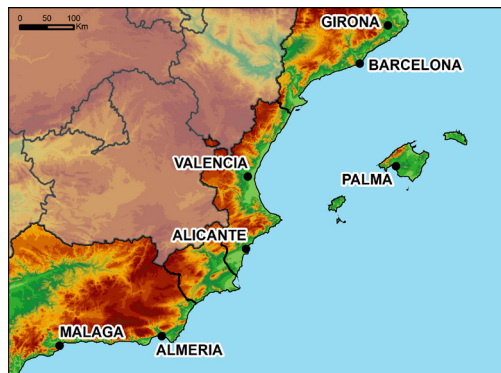 0 50 100
Km
GIRONA
BARCELONA
VALENCIA
PALMA
ALICANTE
MALAGA
ALMERIA